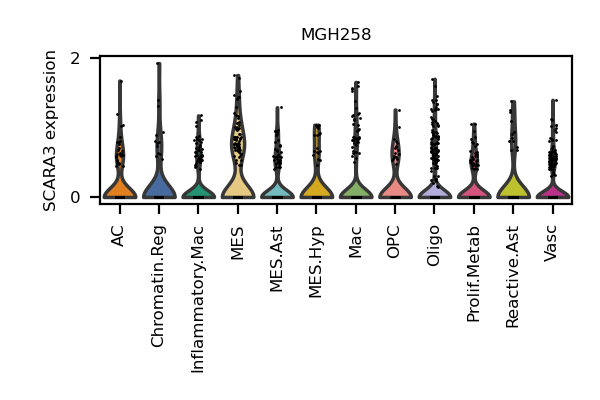 MGH258
SCARA3 expression
2
0
AC
Chromatin.Reg
Inflammatory.Mac
MES
MES.Ast
MES.Hyp
Mac
OPC
Oligo
Prolif.Metab
Reactive.Ast
Vasc